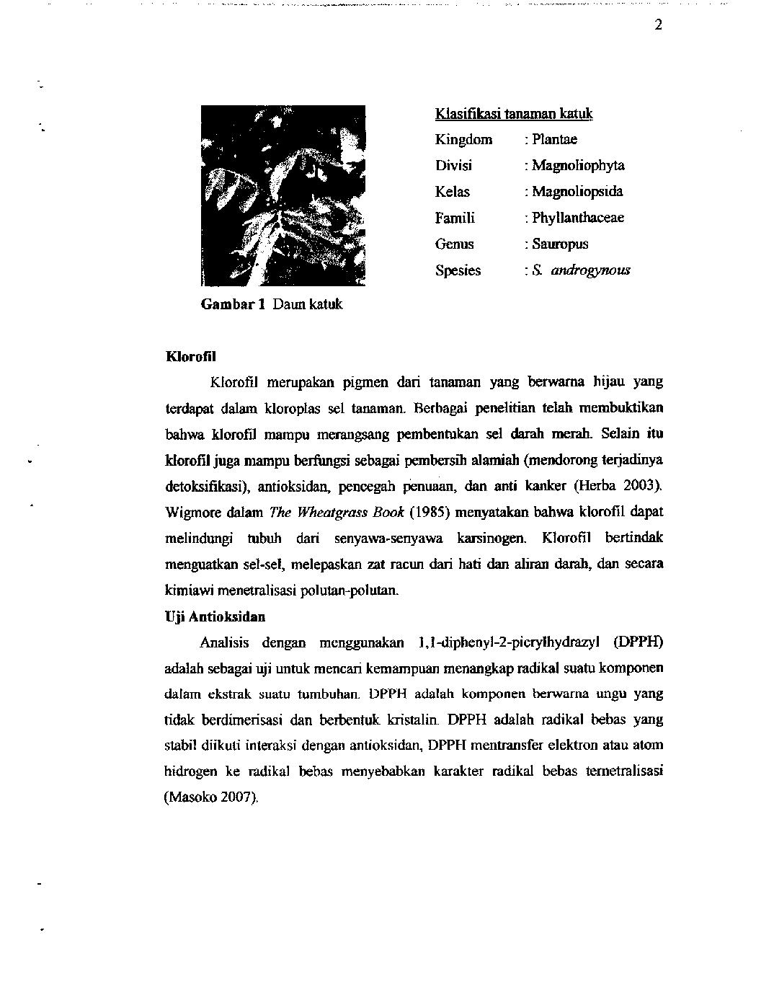 2
Klasifikasi tanaman katuk
Kingdom : Plantae
Divisi : Magnoliophyta
Kelas : Magnoliopsida
Famili : Phyllanthaceae
Genus : Sauropus
Spesies : S. androgynous
Gambar 1 Daun katuk
Klorofil
Klorofil merupakan pigmen dari tanaman yang berwarna hijau yang
terdapat dalam kloroplas sel tanaman. Berbagai penelitian telah membuktikan
bahwa klorofil mampu merangsang pembentukan sel darah merah. Selain itu
klorofil juga mampu berfungsi sebagai pembersih alamiah (mendorong terjadinya
detoksifikasi), antioksidan, pencegah penuaan, dan anti kanker (Herba 2003).
Wigmore dalam The Wheatgrass Book (1985) menyatakan bahwa klorofil dapat
melindungi tubuh dari senyawa-senyawa karsinogen. Klorofil bertindak
menguatkan sel-sel, melepaskan zat racun dari hati dan aliran darah, dan secara
kimiawi menetralisasi polutan-polutan.
Uji Antioksidan
Analisis dengan menggunakan 1,1-diphenyl-2-picrylhydrazyl (DPPH)
adalah sebagai uji untuk mencari kemampuan menangkap radikal suatu komponen
dalam ekstrak suatu tumbuhan. DPPH adalah komponen berwarna ungu yang
tidak berdimerisasi dan berbentuk kristalin. DPPH adalah radikal bebas yang
stabil diikuti interaksi dengan antioksidan, DPPH mentransfer elektron atau atom
hidrogen ke radikal bebas menyebabkan karakter radikal bebas ternetralisasi
(Masoko 2007).